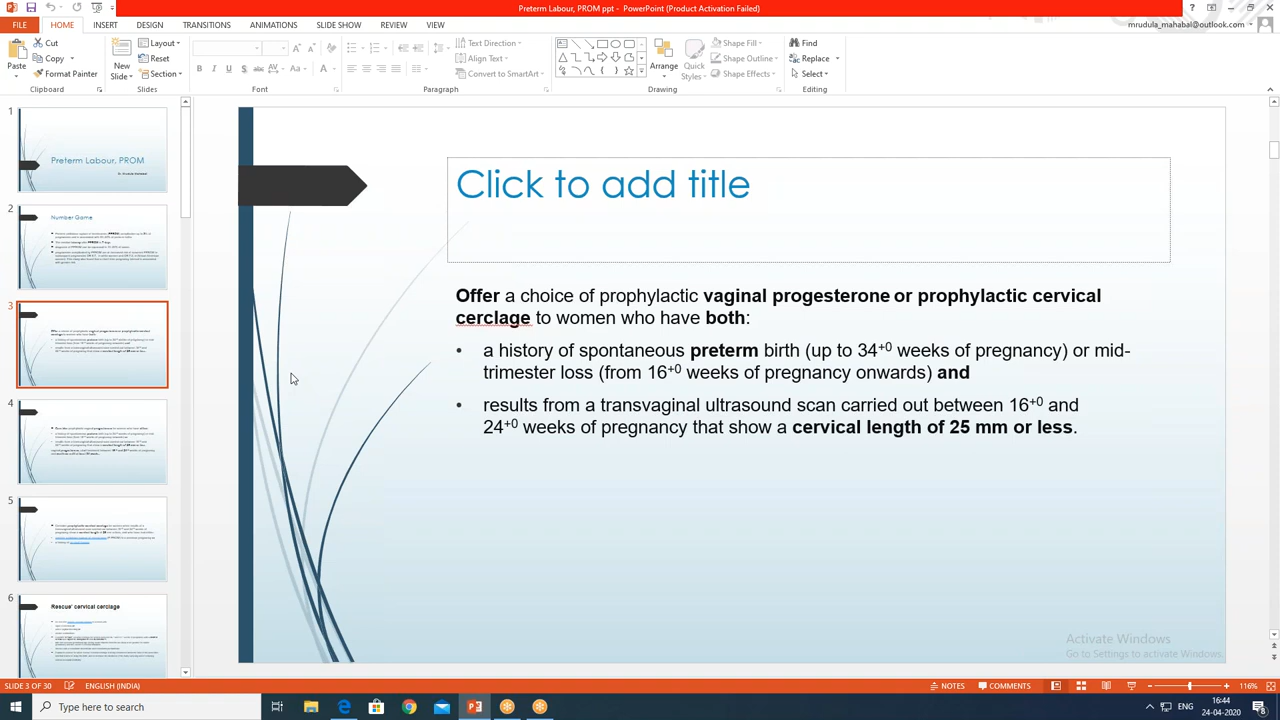 Preterm Labour, PROM ppt - PowerPoint (Product Activation Failed)
FILE HOME INSERT DESIGN TRANSITIONS ANIMATIONS SLIDE SHOW REVIEW VIEW
mrudula_mahabal@outlook.com
Paste
Cut
Copy
Format Painter
Clipboard
New
Slide
Layout
Reset
Section
Slides
Font
Paragraph
Text Direction
Align Text
Convert to SmartArt
Arrange
Quick
Styles
Shape Fill
Shape Outline
Shape Effects
Drawing
Find
Replace
Select
Editing
1
Preterm Labour, PROM
2
Number Game
3
4
5
6
Rescue' cervical cerclage
Click to add title
Offer a choice of prophylactic vaginal progesterone or prophylactic cervical
cerclage to women who have both:
• a history of spontaneous preterm birth (up to 34+0 weeks of pregnancy) or mid-
trimester loss (from 16+0 weeks of pregnancy onwards) and
• results from a transvaginal ultrasound scan carried out between 16+0 and
24+0 weeks of pregnancy that show a cervical length of 25 mm or less.
Activate Windows
Go to Settings to activate Windows.
SLIDE 3 OF 30 ENGLISH (INDIA)
NOTES COMMENTS 116%
Type here to search
ENG
16:44
24-04-2020